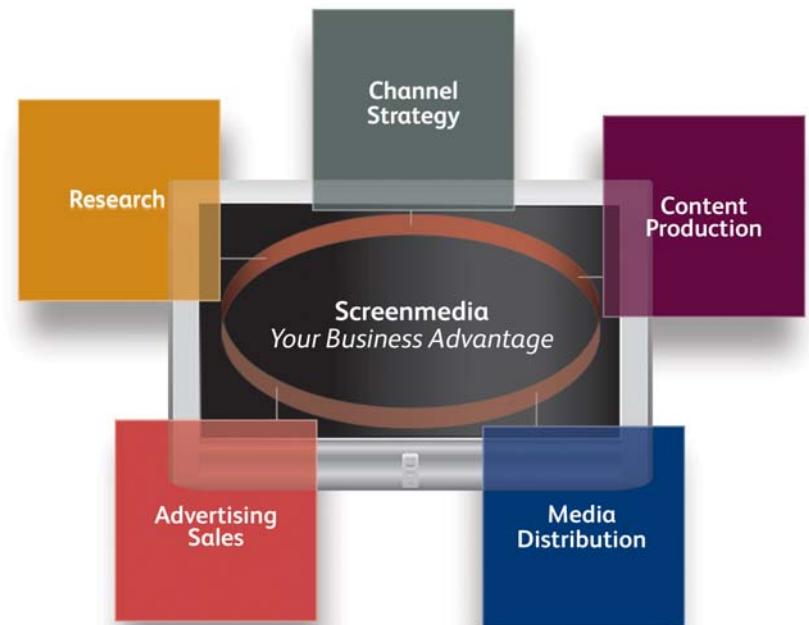 Channel
Strategy
Research
Content
Production
Screenmedia
Your Business Advantage
Advertising
Sales
Media
Distribution